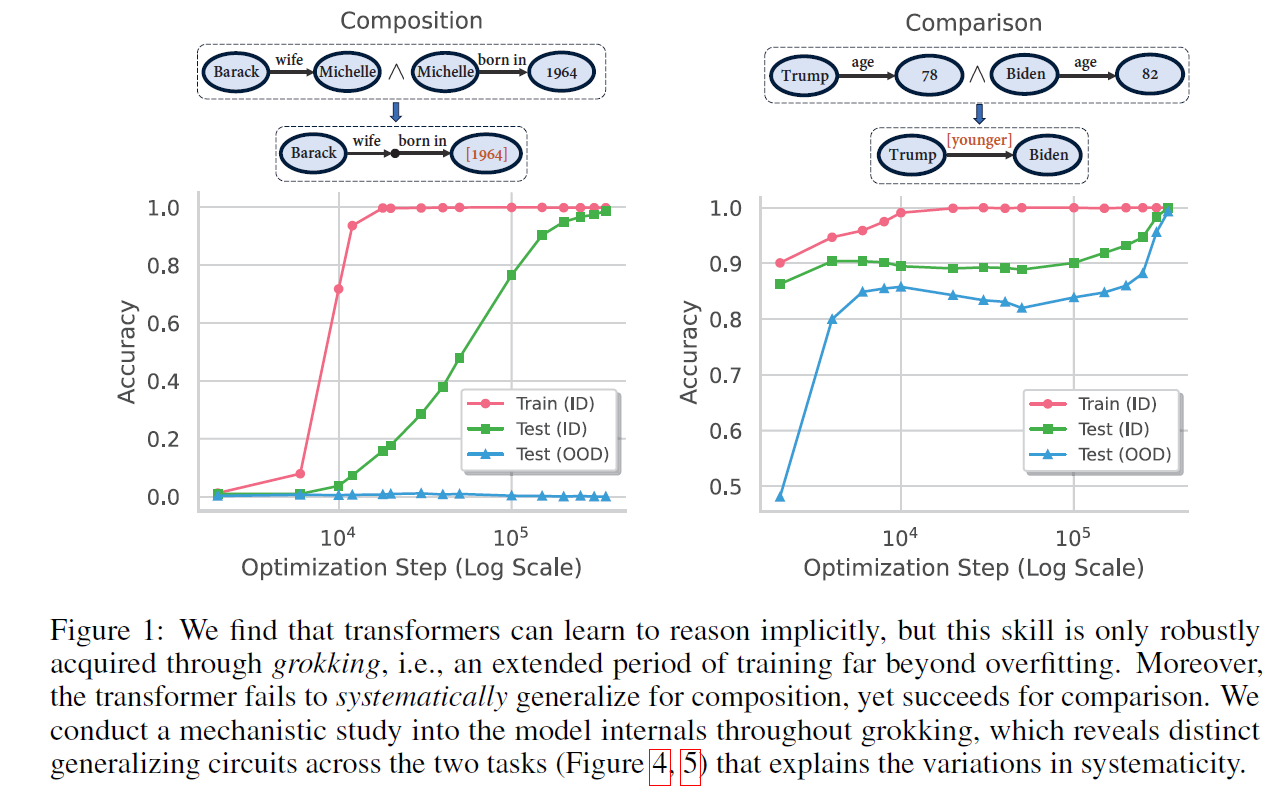 Composition
Barack wife Michelle ∧ Michelle born in 1964
Barack wife born in [1964]
1.0
0.8
0.6
0.4
0.2
0.0
Accuracy
Train (ID)
Test (ID)
Test (OOD)
10^4 10^5
Optimization Step (Log Scale)
Comparison
Trump age 78 ∧ Biden age 82
Trump [younger] Biden
1.0
0.9
0.8
0.7
0.6
0.5
Accuracy
Train (ID)
Test (ID)
Test (OOD)
10^4 10^5
Optimization Step (Log Scale)
Figure 1: We find that transformers can learn to reason implicitly, but this skill is only robustly
acquired through grokking, i.e., an extended period of training far beyond overfitting. Moreover,
the transformer fails to systematically generalize for composition, yet succeeds for comparison. We
conduct a mechanistic study into the model internals throughout grokking, which reveals distinct
generalizing circuits across the two tasks (Figure 4, 5) that explains the variations in systematicity.